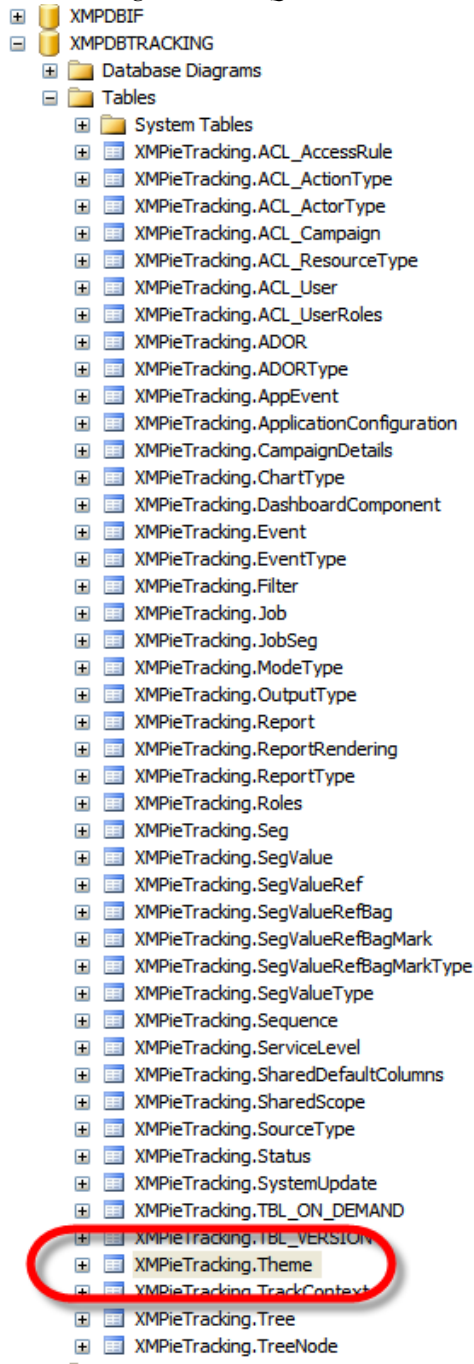 XMPDBIF
XMPDBTRACKING
Database Diagrams
Tables
System Tables
XMPieTracking.ACL_AccessRule
XMPieTracking.ACL_ActionType
XMPieTracking.ACL_ActorType
XMPieTracking.ACL_Campaign
XMPieTracking.ACL_ResourceType
XMPieTracking.ACL_User
XMPieTracking.ACL_UserRoles
XMPieTracking.ADOR
XMPieTracking.ADORType
XMPieTracking.AppEvent
XMPieTracking.ApplicationConfiguration
XMPieTracking.CampaignDetails
XMPieTracking.ChartType
XMPieTracking.DashboardComponent
XMPieTracking.Event
XMPieTracking.EventType
XMPieTracking.Filter
XMPieTracking.Job
XMPieTracking.JobSeg
XMPieTracking.ModeType
XMPieTracking.OutputType
XMPieTracking.Report
XMPieTracking.ReportRendering
XMPieTracking.ReportType
XMPieTracking.Roles
XMPieTracking.Seg
XMPieTracking.SegValue
XMPieTracking.SegValueRef
XMPieTracking.SegValueRefBag
XMPieTracking.SegValueRefBagMark
XMPieTracking.SegValueRefBagMarkType
XMPieTracking.SegValueType
XMPieTracking.Sequence
XMPieTracking.ServiceLevel
XMPieTracking.SharedDefaultColumns
XMPieTracking.SharedScope
XMPieTracking.SourceType
XMPieTracking.Status
XMPieTracking.SystemUpdate
XMPieTracking.TBL_ON_DEMAND
XMPieTracking.TBL_VERSION
XMPieTracking.Theme
XMPieTracking.TrackContext
XMPieTracking.Tree
XMPieTracking.TreeNode